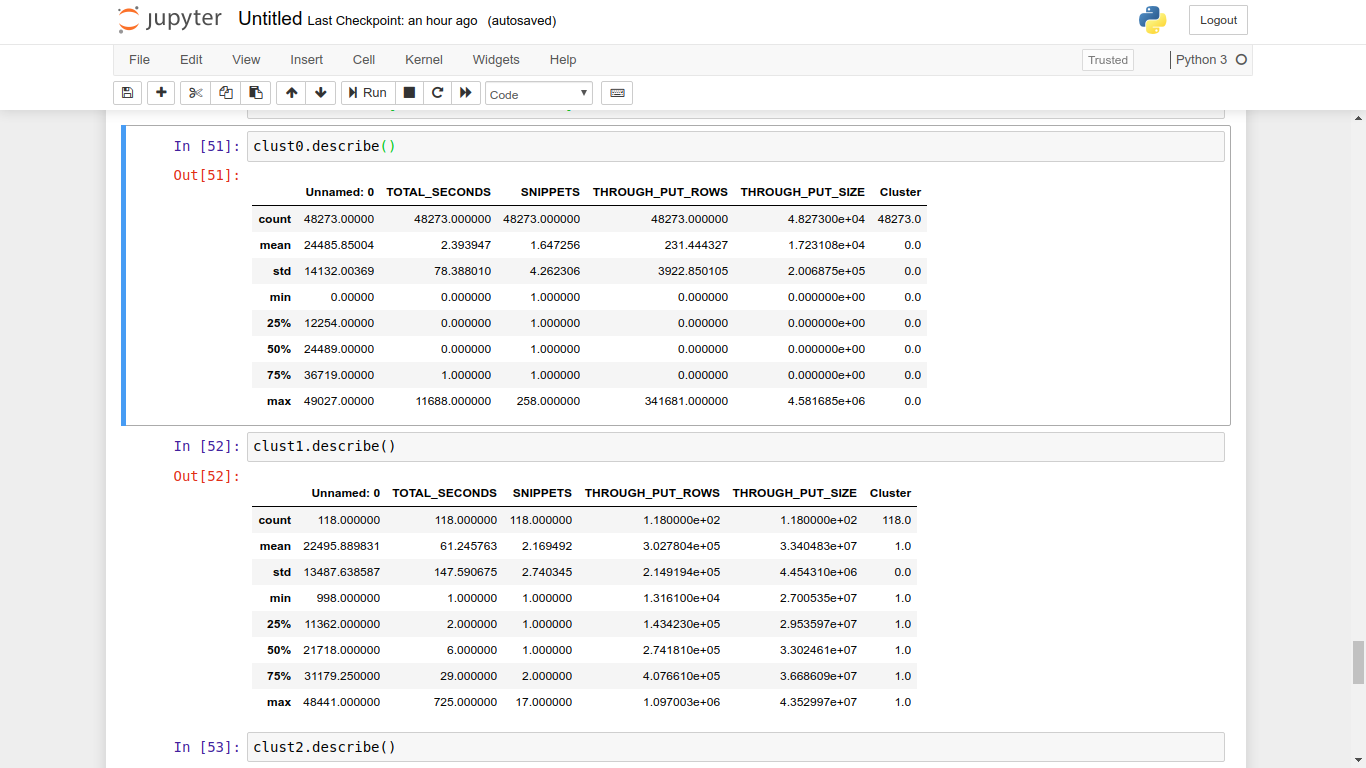 jupyter Untitled Last Checkpoint: an hour ago (autosaved) Logout
File Edit View Insert Cell Kernel Widgets Help Trusted Python 3
Run Code
In [51]: clust0.describe()
Out[51]:
Unnamed: 0 TOTAL_SECONDS SNIPPETS THROUGH_PUT_ROWS THROUGH_PUT_SIZE Cluster
count 48273.00000 48273.000000 48273.000000 48273.000000 4.827300e+04 48273.0
mean 24485.85004 2.393947 1.647256 231.444327 1.723108e+04 0.0
std 14132.00369 78.388010 4.262306 3922.850105 2.006875e+05 0.0
min 0.00000 0.000000 1.000000 0.000000 0.000000e+00 0.0
25% 12254.00000 0.000000 1.000000 0.000000 0.000000e+00 0.0
50% 24489.00000 0.000000 1.000000 0.000000 0.000000e+00 0.0
75% 36719.00000 1.000000 1.000000 0.000000 0.000000e+00 0.0
max 49027.00000 11688.000000 258.000000 341681.000000 4.581685e+06 0.0
In [52]: clust1.describe()
Out[52]:
Unnamed: 0 TOTAL_SECONDS SNIPPETS THROUGH_PUT_ROWS THROUGH_PUT_SIZE Cluster
count 118.000000 118.000000 118.000000 1.180000e+02 1.180000e+02 118.0
mean 22495.889831 61.245763 2.169492 3.027804e+05 3.340483e+07 1.0
std 13487.638587 147.590675 2.740345 2.149194e+05 4.454310e+06 0.0
min 998.000000 1.000000 1.000000 1.316100e+04 2.700535e+07 1.0
25% 11362.000000 2.000000 1.000000 1.434230e+05 2.953597e+07 1.0
50% 21718.000000 6.000000 1.000000 2.741810e+05 3.302461e+07 1.0
75% 31179.250000 29.000000 2.000000 4.076610e+05 3.668609e+07 1.0
max 48441.000000 725.000000 17.000000 1.097003e+06 4.352997e+07 1.0
In [53]: clust2.describe()